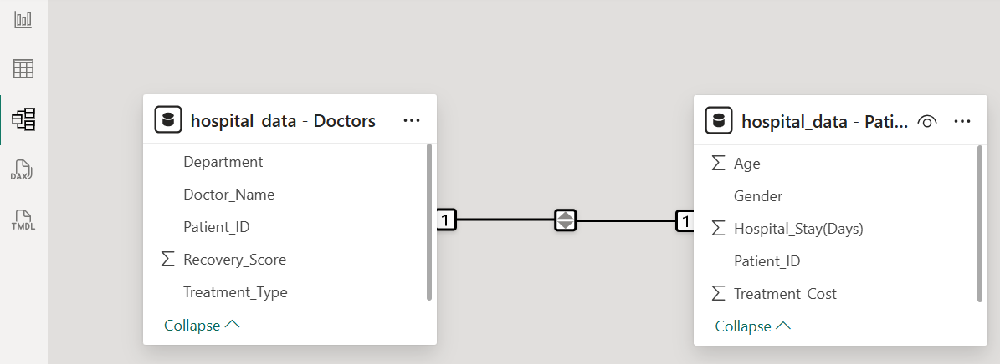 DAX
TMDL
hospital_data - Doctors
Department
Doctor_Name
Patient_ID
Recovery_Score
Treatment_Type
Collapse
1
1
hospital_data - Pati...
Age
Gender
Hospital_Stay(Days)
Patient_ID
Treatment_Cost
Collapse